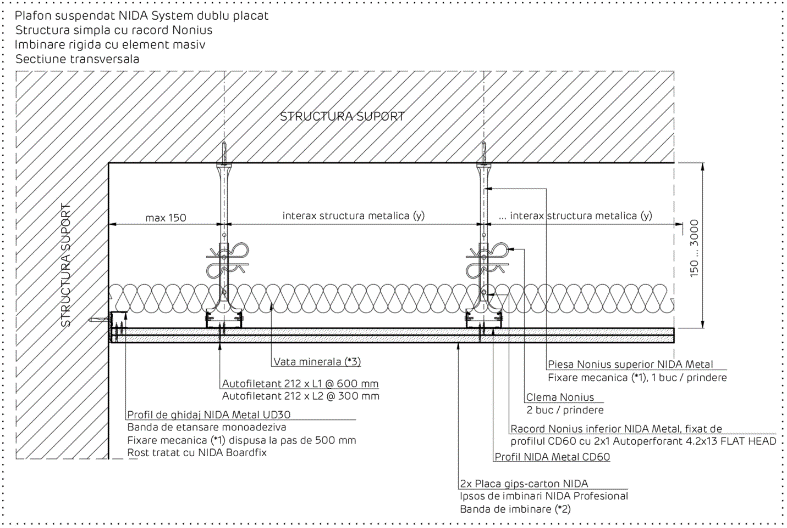 Plafon suspendat NIDA System dublu placat
Structura simpla cu racord Nonius
Imbinare rigida cu element masiv
Sectiune transversala
STRUCTURA SUPORT
STRUCTURA SUPORT
max 150
interax structura metalica (y)
... interax structura metalica (y)
150 ... 3000
Vata minerala (*3)
Autofiletant 212 x L1 @ 600 mm
Autofiletant 212 x L2 @ 300 mm
Profil de ghidaj NIDA Metal UD30
Banda de etansare monoadeziva
Fixare mecanica (*1) dispusa la pas de 500 mm
Rost tratat cu NIDA Boardfix
Piesa Nonius superior NIDA Metal
Fixare mecanica (*1), 1 buc / prindere
Clema Nonius
2 buc / prindere
Racord Nonius inferior NIDA Metal, fixat de
profilul CD60 cu 2x1 Autoperforant 4.2x13 FLAT HEAD
Profil NIDA Metal CD60
2x Placa gips-carton NIDA
Ipsos de imbinari NIDA Profesional
Banda de imbinare (*2)